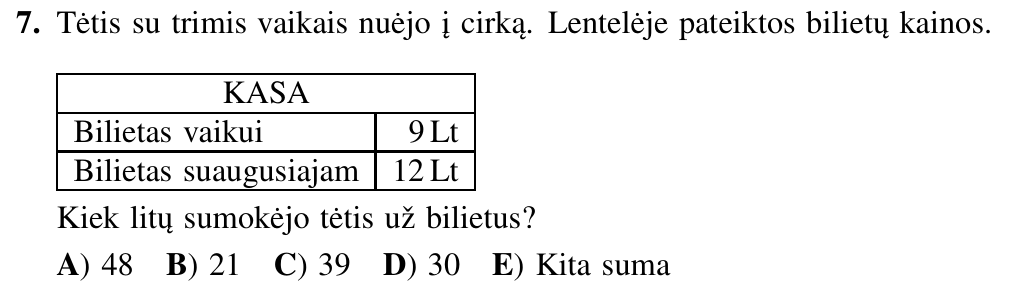 7. Tėtis su trimis vaikais nuėjo į cirką. Lentelėje pateiktos bilietų kainos.
KASA
Bilietas vaikui 9 Lt
Bilietas suaugusiajam 12 Lt
Kiek litų sumokėjo tėtis už bilietus?
A) 48 B) 21 C) 39 D) 30 E) Kita suma